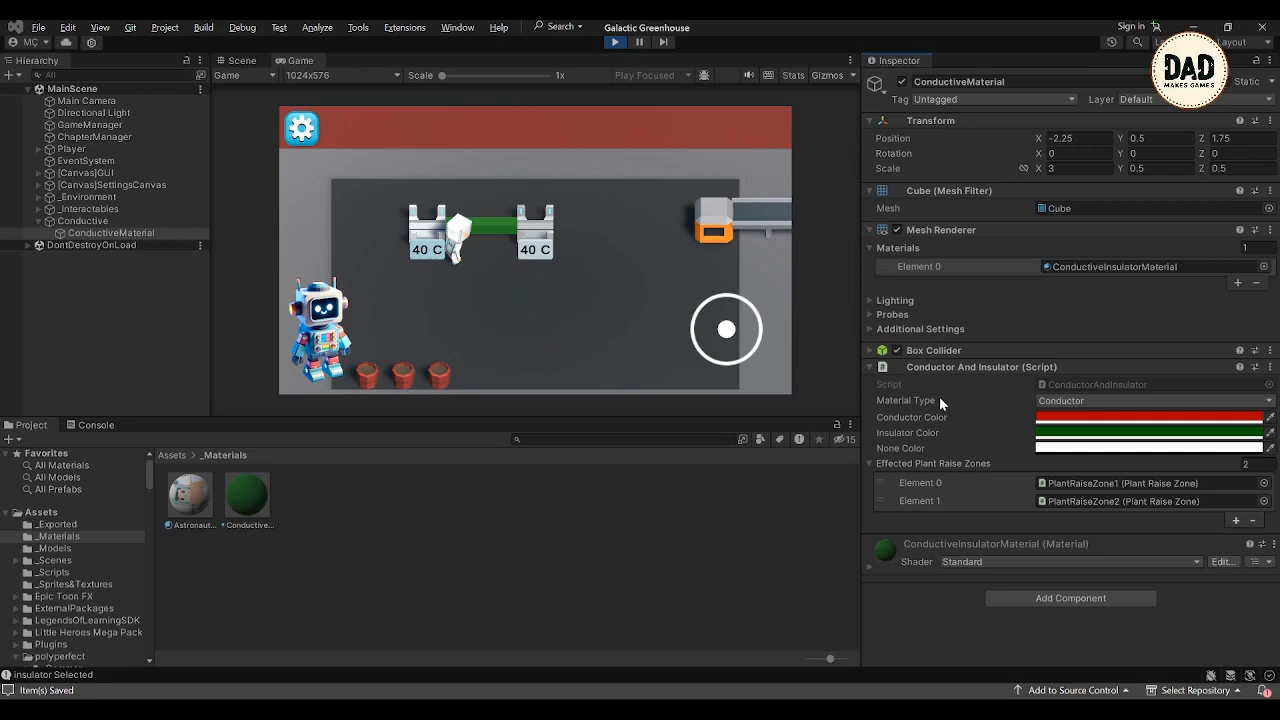 File Edit View Git Project Build Debug Test Analyze Tools Extensions Window Help Search Galactic Greenhouse Sign in
MÇ Layout
Hierarchy
All
MainScene
Main Camera
Directional Light
GameManager
ChapterManager
Player
EventSystem
[Canvas]GUI
[Canvas]SettingsCanvas
_Environment
_Interactables
Conductive
ConductiveMaterial
DontDestroyOnLoad
Scene Game
Game 1024x576 Scale 1x Play Focused Stats Gizmos
40 C 40 C
Inspector
DAD
MAKES GAMES
ConductiveMaterial Static
Tag Untagged Layer Default
Transform
Position X -2.25 Y 0.5 Z 1.75
Rotation X 0 Y 0 Z 0
Scale X 3 Y 0.5 Z 0.5
Cube (Mesh Filter)
Mesh Cube
Mesh Renderer
Materials 1
Element 0 ConductiveInsulatorMaterial
Lighting
Probes
Additional Settings
Box Collider
Conductor And Insulator (Script)
Script ConductorAndInsulator
Material Type Conductor
Conductor Color
Insulator Color
None Color
Effected Plant Raise Zones 2
Element 0 PlantRaiseZone1 (Plant Raise Zone)
Element 1 PlantRaiseZone2 (Plant Raise Zone)
ConductiveInsulatorMaterial (Material)
Shader Standard Edit...
Add Component
Project Console
15
Favorites
All Materials
All Models
All Prefabs
Assets
_Exported
_Materials
_Models
_Scenes
_Scripts
_Sprites&Textures
Epic Toon FX
ExternalPackages
LegendsOfLearningSDK
Little Heroes Mega Pack
Plugins
polyperfect
Assets > _Materials
Astronaut... Conductive...
insulator Selected
Item(s) Saved Add to Source Control Select Repository